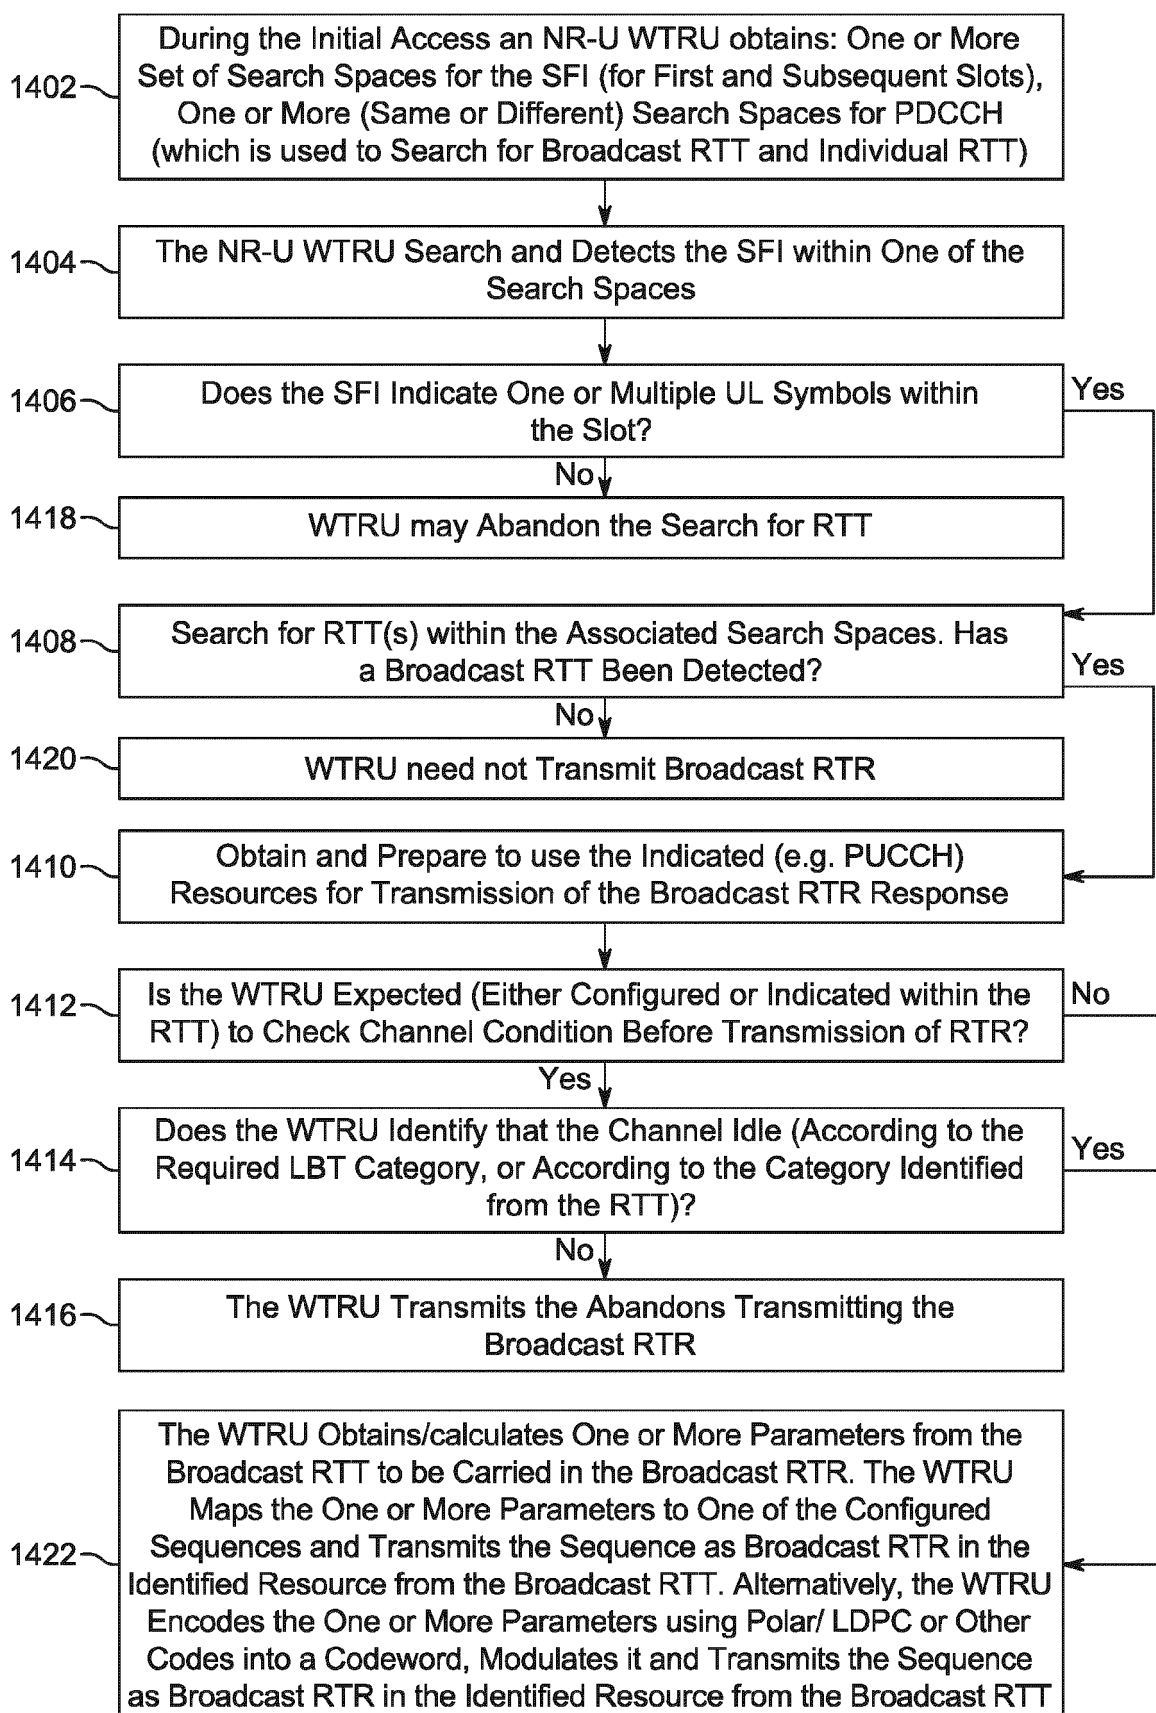 During the Initial Access an NR-U WTRU obtains: One or More
Set of Search Spaces for the SFI (for First and Subsequent Slots),
One or More (Same or Different) Search Spaces for PDCCH
(which is used to Search for Broadcast RTT and Individual RTT)
1402
The NR-U WTRU Search and Detects the SFI within One of the
Search Spaces
1404
Does the SFI Indicate One or Multiple UL Symbols within
the Slot?
1406
Yes
No
WTRU may Abandon the Search for RTT
1418
Search for RTT(s) within the Associated Search Spaces. Has
a Broadcast RTT Been Detected?
1408
Yes
No
WTRU need not Transmit Broadcast RTR
1420
Obtain and Prepare to use the Indicated (e.g. PUCCH)
Resources for Transmission of the Broadcast RTR Response
1410
Is the WTRU Expected (Either Configured or Indicated within the
RTT) to Check Channel Condition Before Transmission of RTR?
1412
No
Yes
Does the WTRU Identify that the Channel Idle (According to the
Required LBT Category, or According to the Category Identified
from the RTT)?
1414
Yes
No
The WTRU Transmits the Abandons Transmitting the
Broadcast RTR
1416
The WTRU Obtains/calculates One or More Parameters from the
Broadcast RTT to be Carried in the Broadcast RTR. The WTRU
Maps the One or More Parameters to One of the Configured
Sequences and Transmits the Sequence as Broadcast RTR in the
Identified Resource from the Broadcast RTT. Alternatively, the WTRU
Encodes the One or More Parameters using Polar/ LDPC or Other
Codes into a Codeword, Modulates it and Transmits the Sequence
as Broadcast RTR in the Identified Resource from the Broadcast RTT
1422